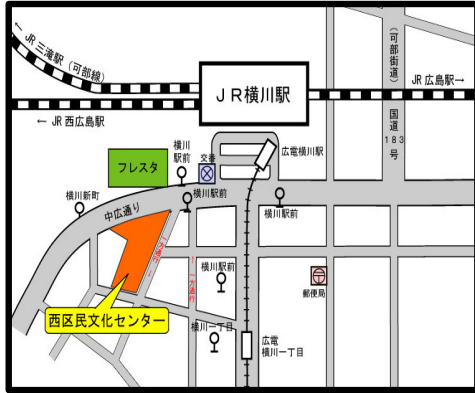 ← JR 三滝駅（可部線）
JR横川駅
（可部街道）
JR 広島駅→
← JR 西広島駅
国道183号
横川
駅前
交番
広電横川駅
フレスタ
横川新町
中広通り
横川駅前
横川駅前
一方通行
一方通行
横川駅前
郵便局
西区民文化センター
横川一丁目
広電
横川一丁目